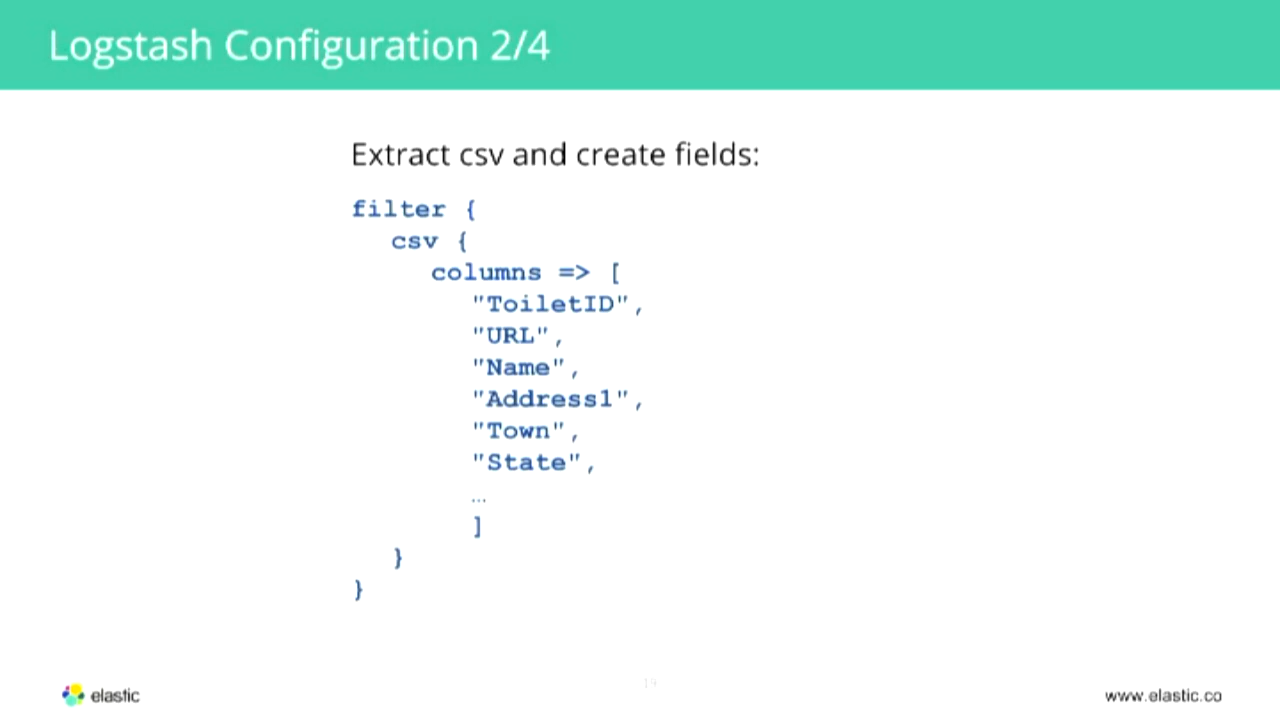 Logstash Configuration 2/4
Extract csv and create fields:
filter {
csv {
columns => [
"ToiletID",
"URL",
"Name",
"Address1",
"Town",
"State",
...
]
}
}
elastic
19
www.elastic.co